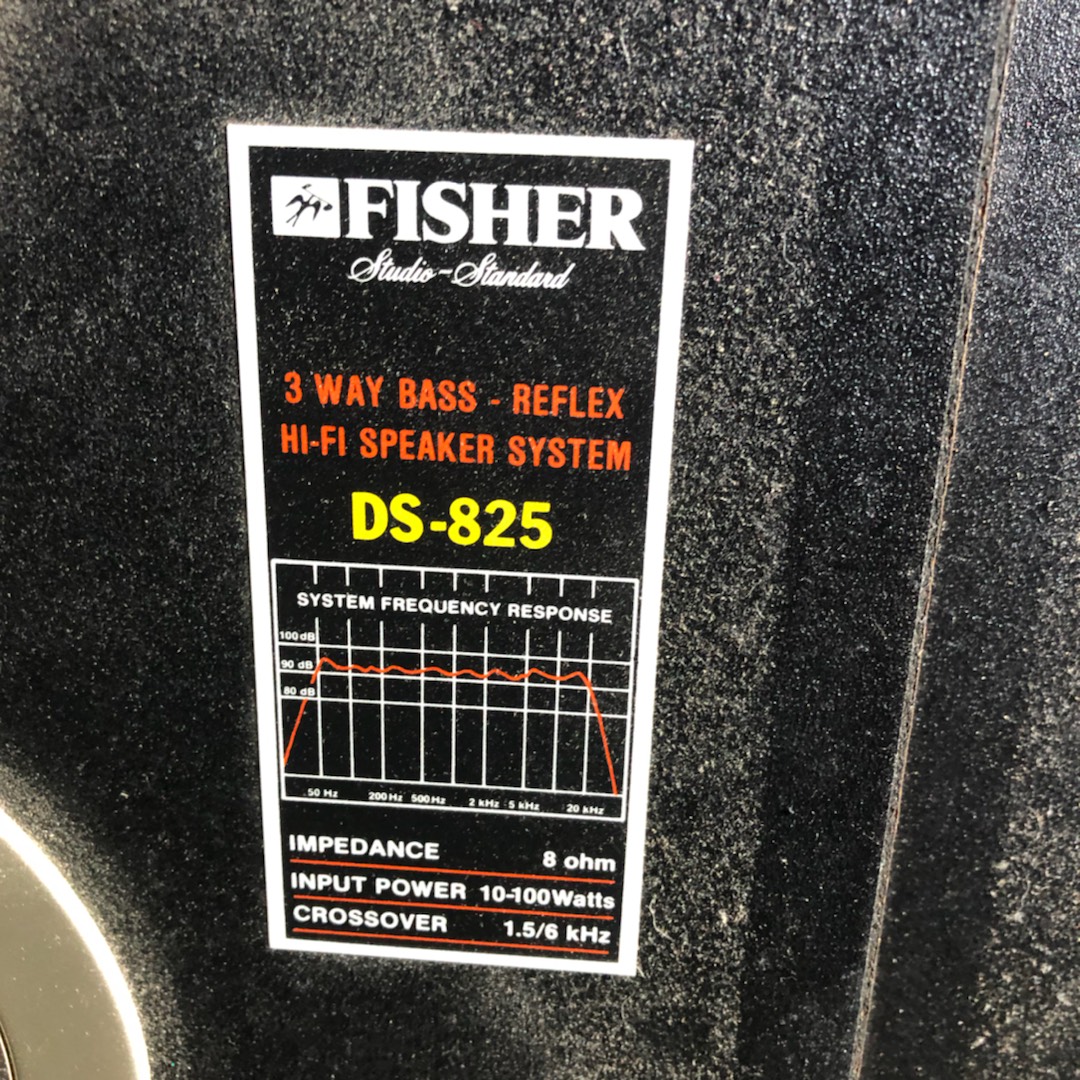 FISHER
Studio-Standard
3 WAY BASS - REFLEX
HI-FI SPEAKER SYSTEM
DS-825
SYSTEM FREQUENCY RESPONSE
100 dB
90 dB
80 dB
50 Hz 200 Hz 500 Hz 2 kHz 5 kHz 20 kHz
IMPEDANCE 8 ohm
INPUT POWER 10-100 Watts
CROSSOVER 1.5/6 kHz